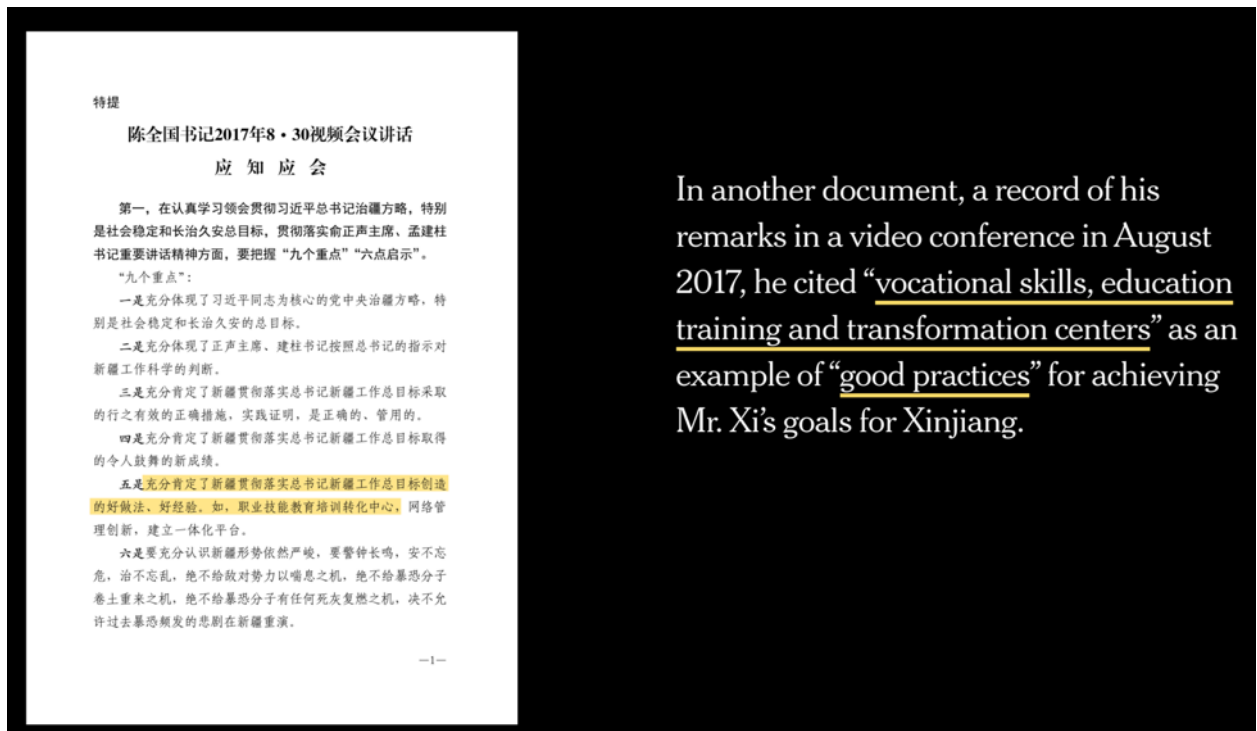 特提
陈全国书记2017年8·30视频会议讲话
应 知 应 会
第一，在认真学习领会贯彻习近平总书记治疆方略，特别
是社会稳定和长治久安总目标，贯彻落实俞正声主席、孟建柱
书记重要讲话精神方面，要把握“九个重点”“六点启示”。
“九个重点”：
一是充分体现了习近平同志为核心的党中央治疆方略，特
别是社会稳定和长治久安的总目标。
二是充分体现了正声主席、建柱书记按照总书记的指示对
新疆工作科学的判断。
三是充分肯定了新疆贯彻落实总书记新疆工作总目标采取
的行之有效的正确措施，实践证明，是正确的、管用的。
四是充分肯定了新疆贯彻落实总书记新疆工作总目标取得
的令人鼓舞的新成绩。
五是充分肯定了新疆贯彻落实总书记新疆工作总目标创造
的好做法、好经验。如，职业技能教育培训转化中心，网络管
理创新，建立一体化平台。
六是要充分认识新疆形势依然严峻，要警钟长鸣，安不忘
危，治不忘乱，绝不给敌对势力以喘息之机，绝不给暴恐分子
卷土重来之机，绝不给暴恐分子有任何死灰复燃之机，决不允
许过去暴恐频发的悲剧在新疆重演。
—1—
In another document, a record of his
remarks in a video conference in August
2017, he cited “vocational skills, education
training and transformation centers” as an
example of “good practices” for achieving
Mr. Xi’s goals for Xinjiang.